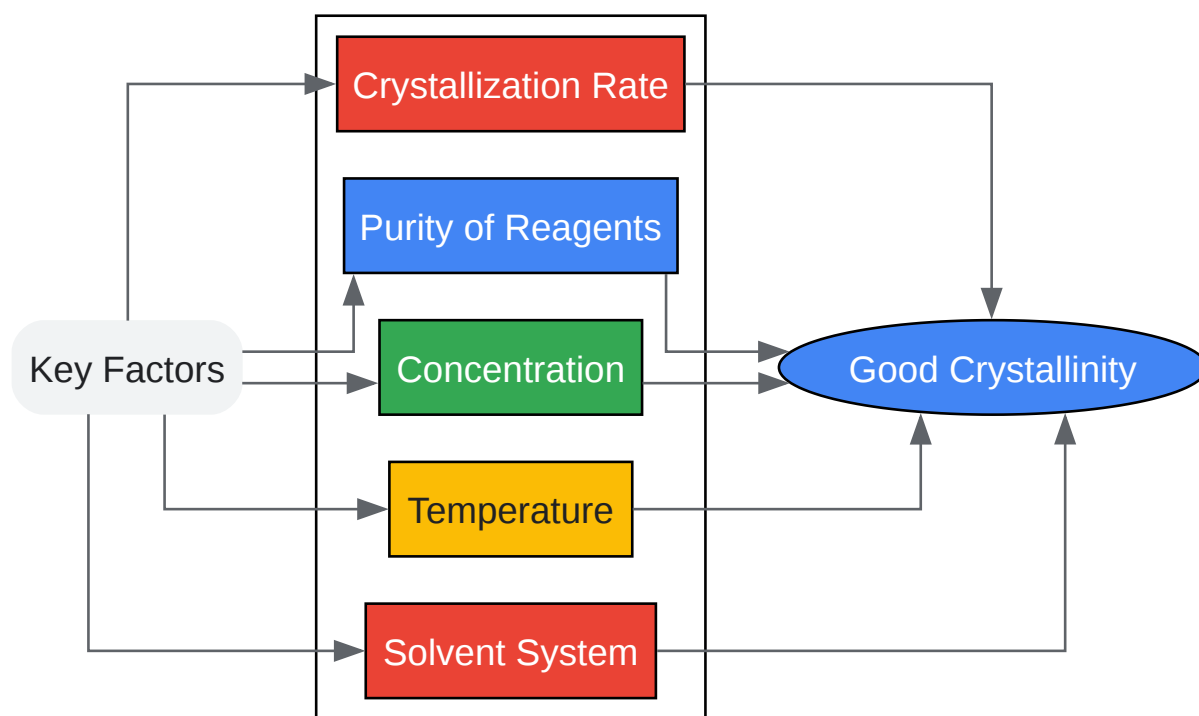 Crystallization Rate
Purity of Reagents
Key Factors
Concentration
Good Crystallinity
Temperature
Solvent System